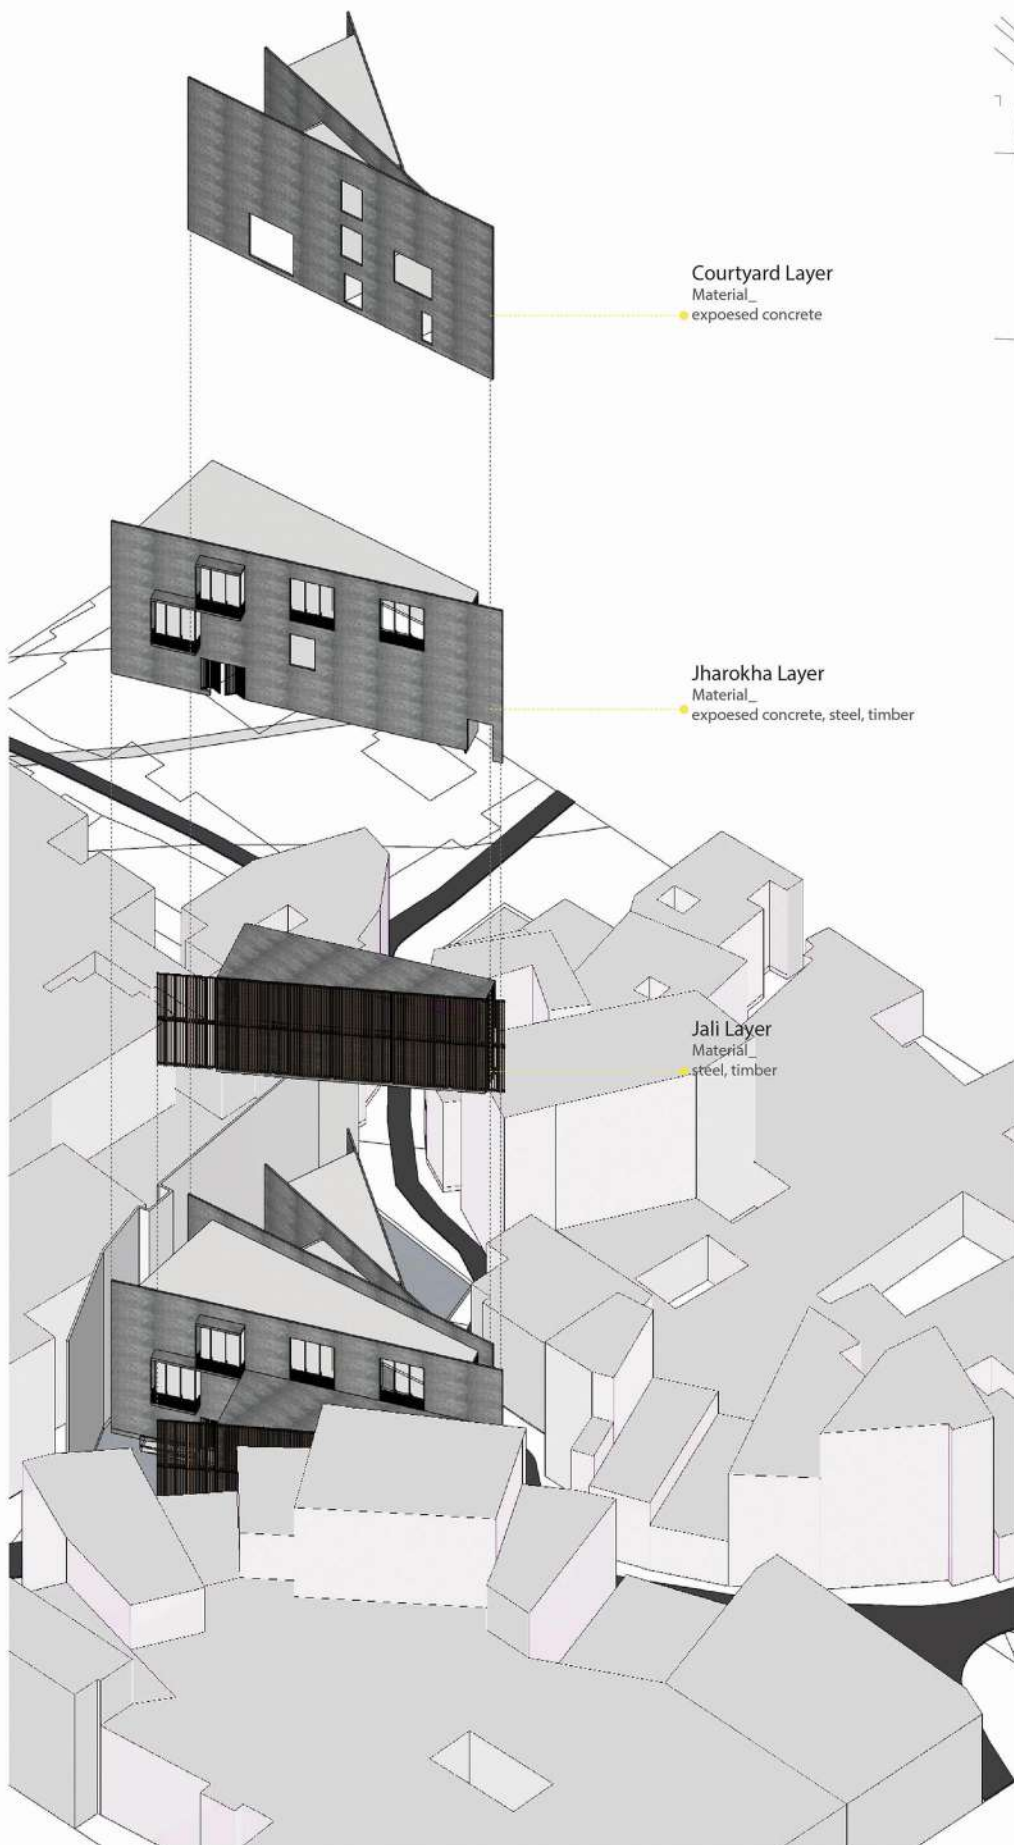 Courtyard Layer
Material_
expoesed concrete
Jharokha Layer
Material_
expoesed concrete, steel, timber
Jali Layer
Material_
steel, timber